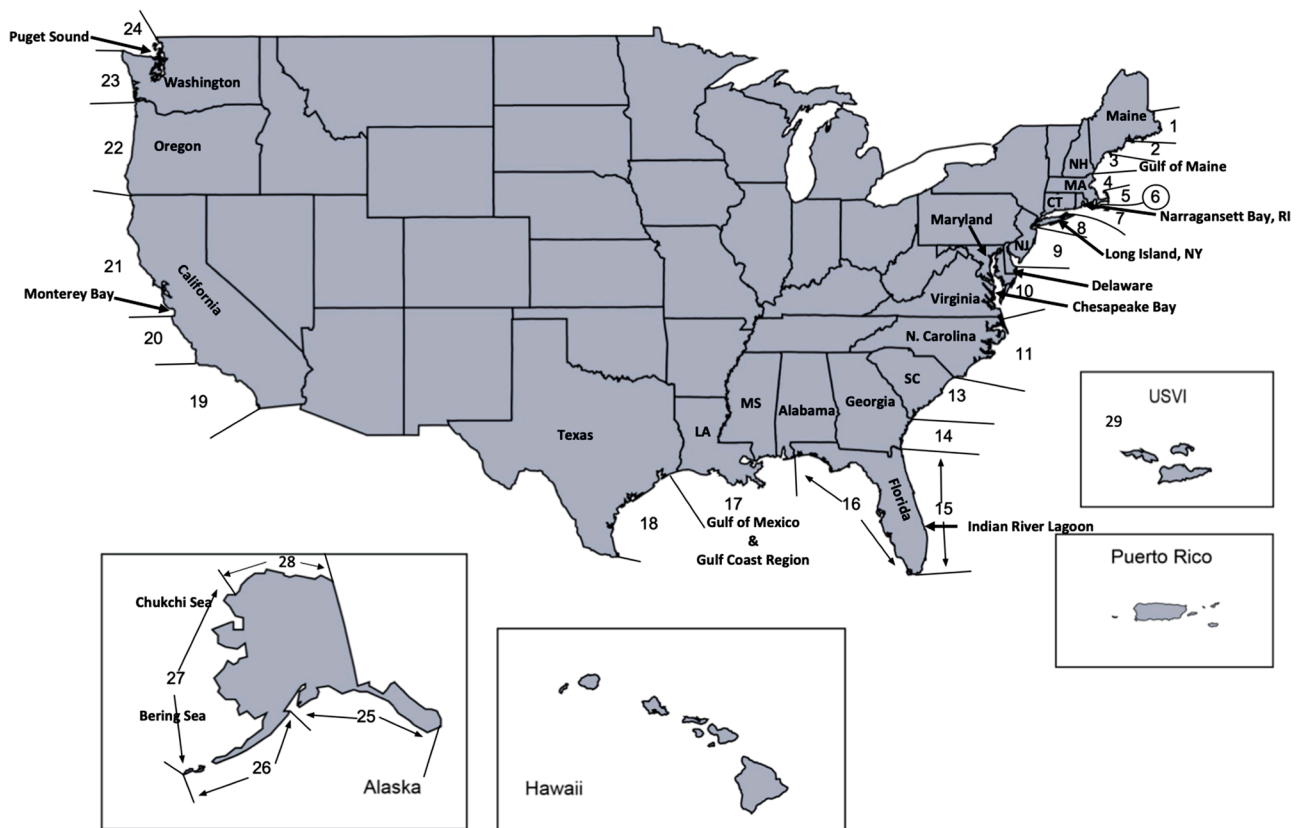 24
Puget Sound
23
Washington
22
Oregon
21
California
Monterey Bay
20
19
Maine
1
2
3
Gulf of Maine
NH
MA
4
5
6
CT
Narragansett Bay, RI
7
8
Long Island, NY
Maryland
NJ
9
Delaware
10
Chesapeake Bay
Virginia
N. Carolina
11
SC
13
MS
Alabama
Georgia
14
Texas
LA
Florida
15
16
17
18
Gulf of Mexico
&
Gulf Coast Region
Indian River Lagoon
USVI
29
Puerto Rico
28
Chukchi Sea
27
Bering Sea
25
26
Alaska
Hawaii